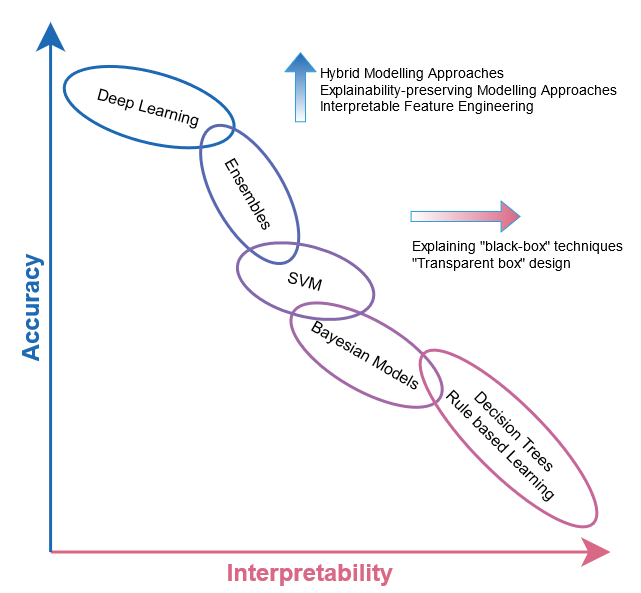 Hybrid Modelling Approaches
Explainability-preserving Modelling Approaches
Interpretable Feature Engineering
Deep Learning
Ensembles
Explaining "black-box" techniques
"Transparent box" design
SVM
Accuracy
Bayesian Models
Decision Trees
Rule based Learning
Interpretability